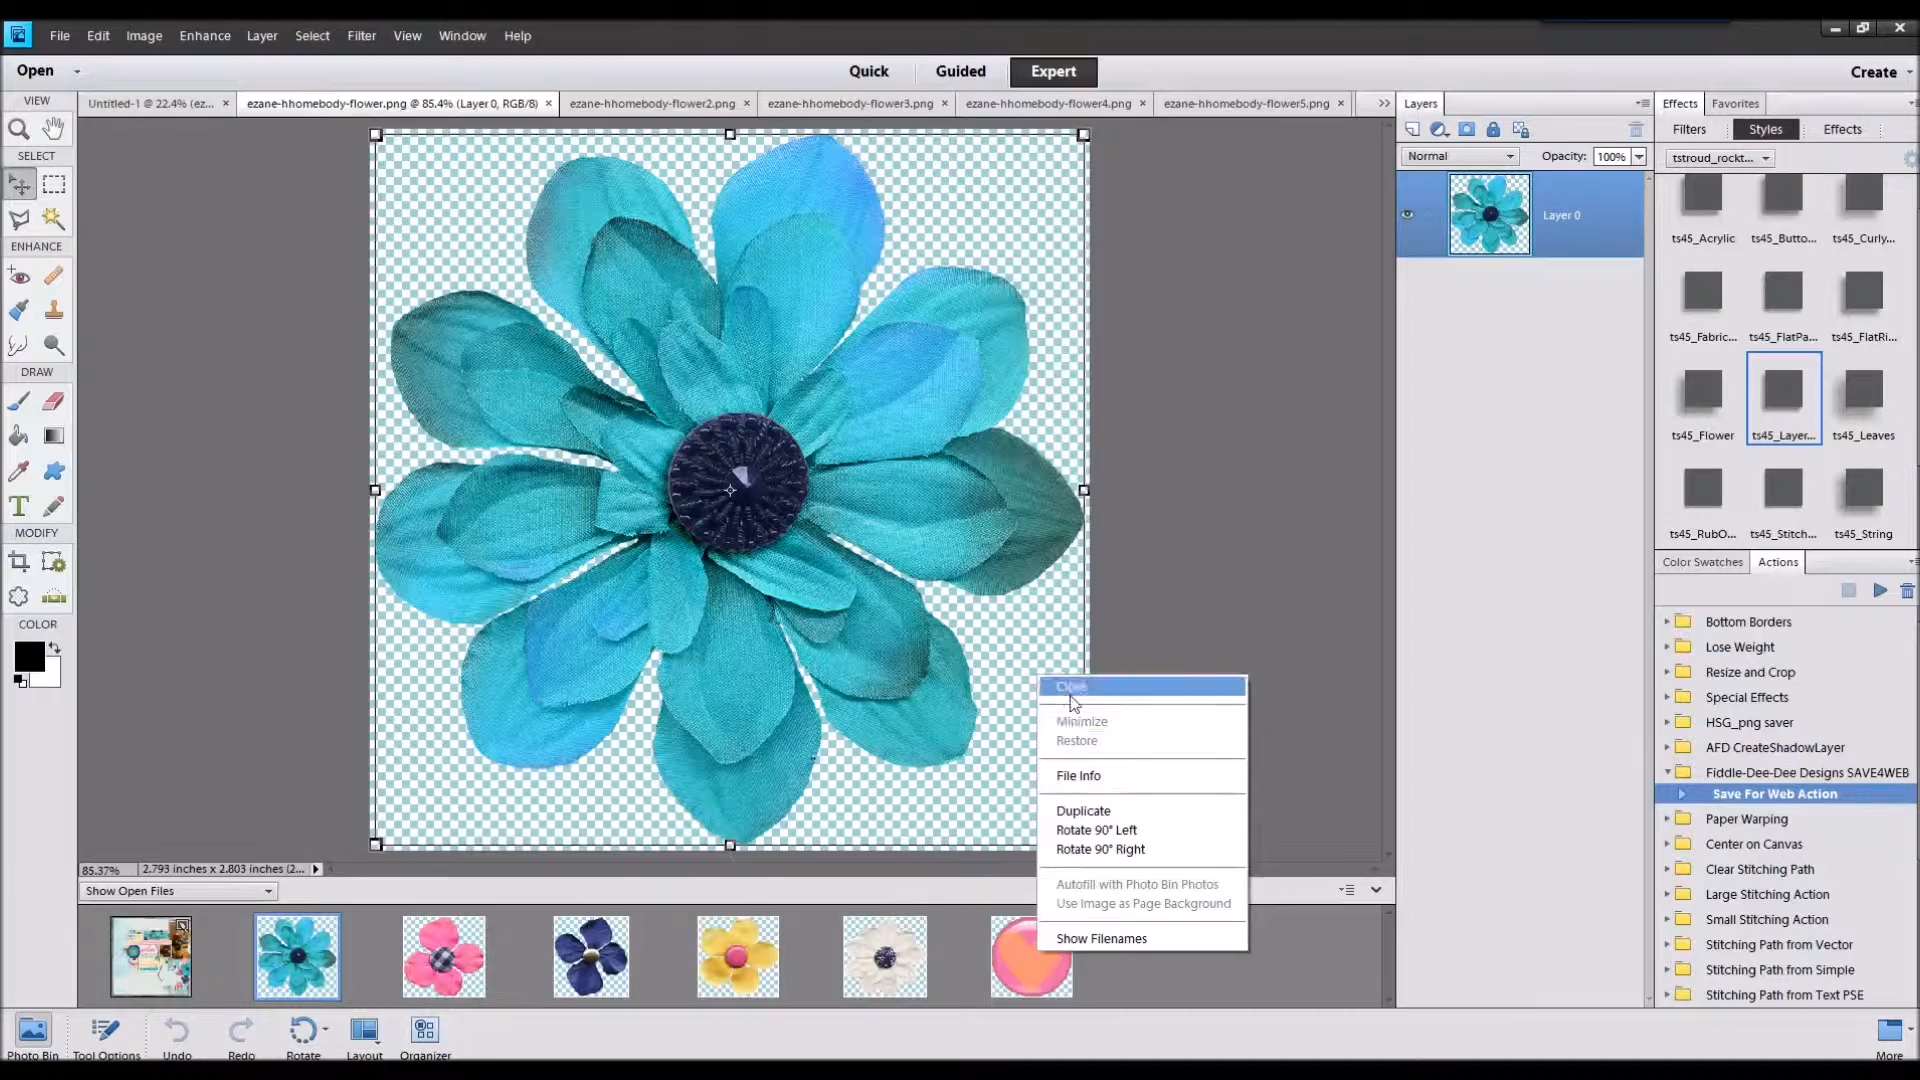 File Edit Image Enhance Layer Select Filter View Window Help
Open Quick Guided Expert Create
VIEW
Untitled-1 @ 22.4% (ez... × ezane-hhomebody-flower.png @ 85.4% (Layer 0, RGB/8) × ezane-hhomebody-flower2.png × ezane-hhomebody-flower3.png × ezane-hhomebody-flower4.png × ezane-hhomebody-flower5.png ×
Layers
Effects Favorites
Filters Styles Effects
SELECT
Normal Opacity: 100%
tstroud_rockt...
Layer 0
ts45_Acrylic ts45_Butto... ts45_Curly...
ENHANCE
ts45_Fabric... ts45_FlatPa... ts45_FlatRi...
DRAW
ts45_Flower ts45_Layer... ts45_Leaves
T
MODIFY
ts45_RubO... ts45_Stitch... ts45_String
Color Swatches Actions
COLOR
Bottom Borders
Lose Weight
Resize and Crop
Special Effects
HSG_png saver
AFD CreateShadowLayer
Fiddle-Dee-Dee Designs SAVE4WEB
Save For Web Action
Paper Warping
Center on Canvas
Clear Stitching Path
Large Stitching Action
Small Stitching Action
Stitching Path from Vector
Stitching Path from Simple
Stitching Path from Text PSE
Close
Minimize
Restore
File Info
Duplicate
Rotate 90° Left
Rotate 90° Right
Autofill with Photo Bin Photos
Use Image as Page Background
Show Filenames
85.37% 2.793 inches x 2.803 inches (2...
Show Open Files
Photo Bin Tool Options Undo Redo Rotate Layout Organizer More